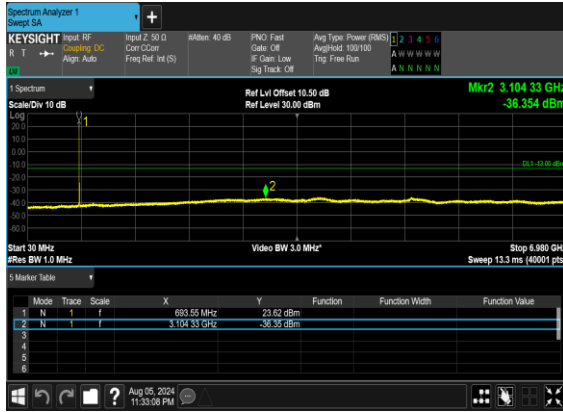 Spectrum Analyzer 1
Swept SA
+
KEYSIGHT
R T
LU
Input: RF
Coupling: DC
Align: Auto
Input Z: 50 Ω
Corr CCorr
Freq Ref: Int (S)
#Atten: 40 dB
PNO: Fast
Gate: Off
IF Gain: Low
Sig Track: Off
Avg Type: Power (RMS)
Avg|Hold: 100/100
Trig: Free Run
1 2 3 4 5 6
A W W W W W
A N N N N N
1 Spectrum
Scale/Div 10 dB
Ref Lvl Offset 10.50 dB
Ref Level 30.00 dBm
Mkr2 3.104 33 GHz
-36.354 dBm
Log
20.0
10.0
0.00
-10.0
-20.0
-30.0
-40.0
-50.0
-60.0
1
2
DL1 -13.00 dBm
Start 30 MHz
#Res BW 1.0 MHz
Video BW 3.0 MHz*
Stop 6.980 GHz
Sweep 13.3 ms (40001 pts)
5 Marker Table
Mode Trace Scale X Y Function Function Width Function Value
1 N 1 f 693.55 MHz 23.62 dBm
2 N 1 f 3.104 33 GHz -36.35 dBm
3
4
5
6
?
Aug 05, 2024
11:33:08 PM